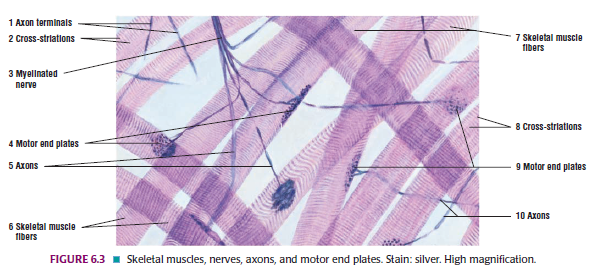 1 Axon terminals
2 Cross-striations
3 Myelinated
nerve
4 Motor end plates
5 Axons
6 Skeletal muscle
fibers
7 Skeletal muscle
fibers
8 Cross-striations
9 Motor end plates
10 Axons
FIGURE 6.3 ■ Skeletal muscles, nerves, axons, and motor end plates. Stain: silver. High magnification.